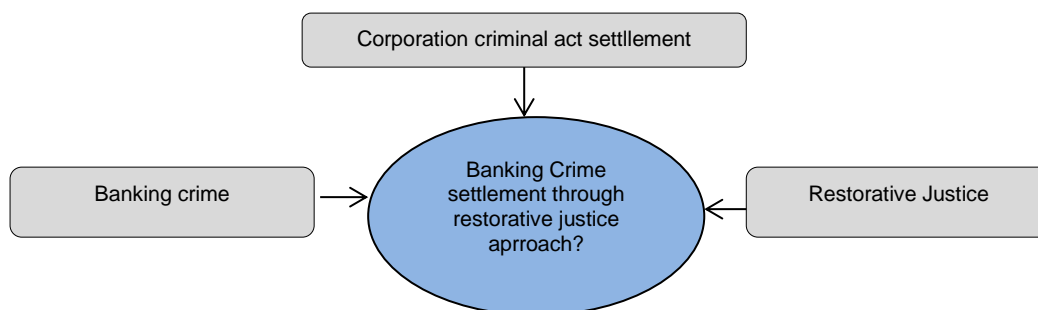 Corporation criminal act settllement
Banking crime
Banking Crime
settlement through
restorative justice
aprroach?
Restorative Justice